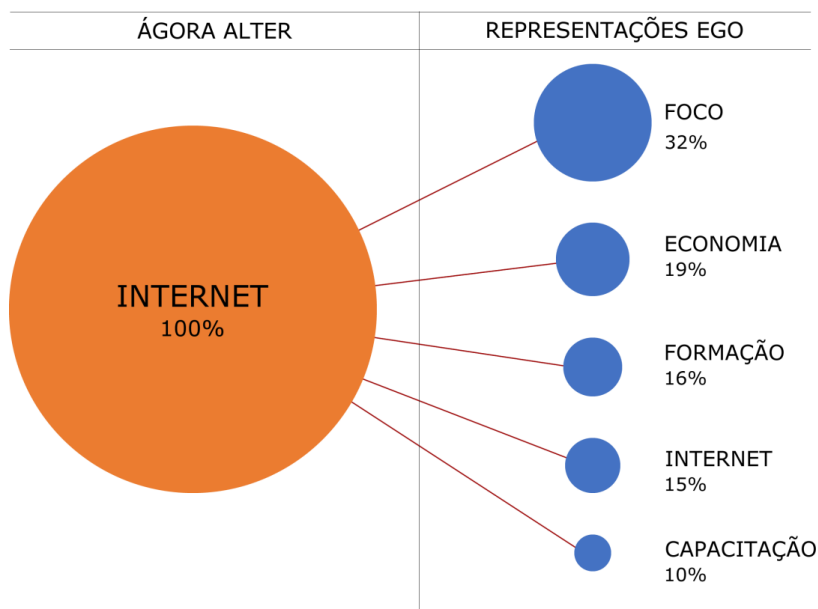 ÁGORA ALTER
REPRESENTAÇÕES EGO
INTERNET
100%
FOCO
32%
ECONOMIA
19%
FORMAÇÃO
16%
INTERNET
15%
CAPACITAÇÃO
10%